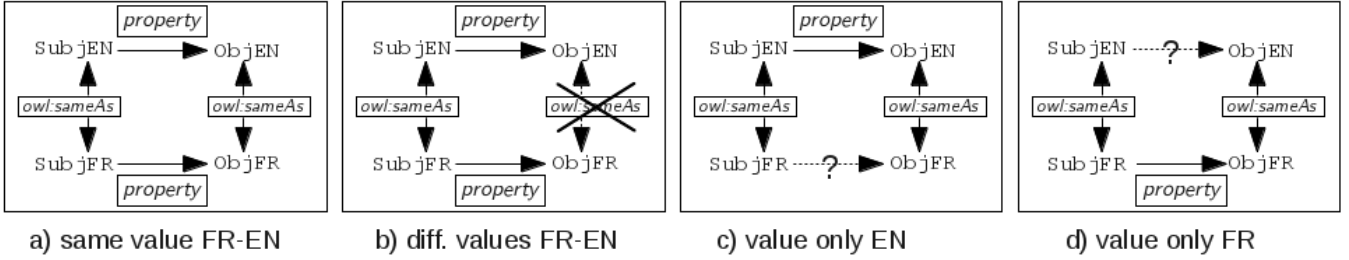 property
SubjEN ObjEN
owl:sameAs owl:sameAs
SubjFR ObjFR
property
a) same value FR-EN
property
SubjEN ObjEN
owl:sameAs owl:sameAs
SubjFR ObjFR
property
b) diff. values FR-EN
property
SubjEN ObjEN
owl:sameAs owl:sameAs
SubjFR ? ObjFR
c) value only EN
SubjEN ? ObjEN
owl:sameAs owl:sameAs
SubjFR ObjFR
property
d) value only FR